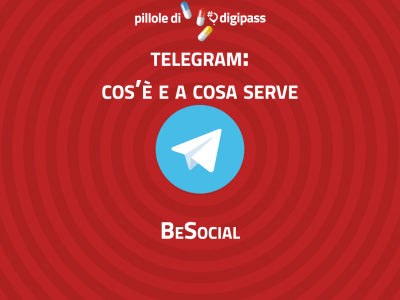 pillole di #digipass
TELEGRAM:
COS'È E A COSA SERVE
BESOCIAL